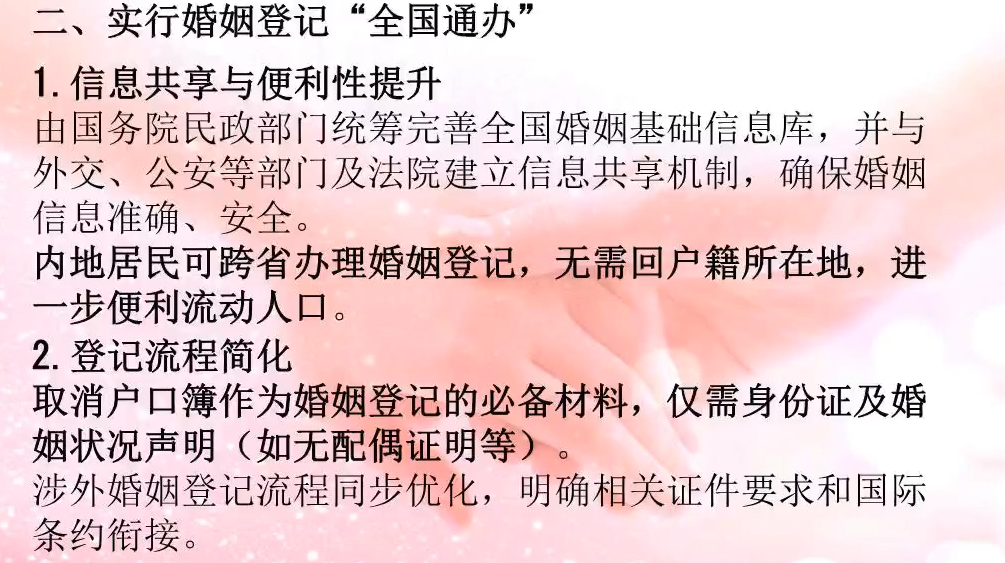 二、实行婚姻登记“全国通办”
1.信息共享与便利性提升
由国务院民政部门统筹完善全国婚姻基础信息库，并与
外交、公安等部门及法院建立信息共享机制，确保婚姻
信息准确、安全。
内地居民可跨省办理婚姻登记，无需回户籍所在地，进
一步便利流动人口。
2.登记流程简化
取消户口簿作为婚姻登记的必备材料，仅需身份证及婚
姻状况声明（如无配偶证明等）。
涉外婚姻登记流程同步优化，明确相关证件要求和国际
条约衔接。